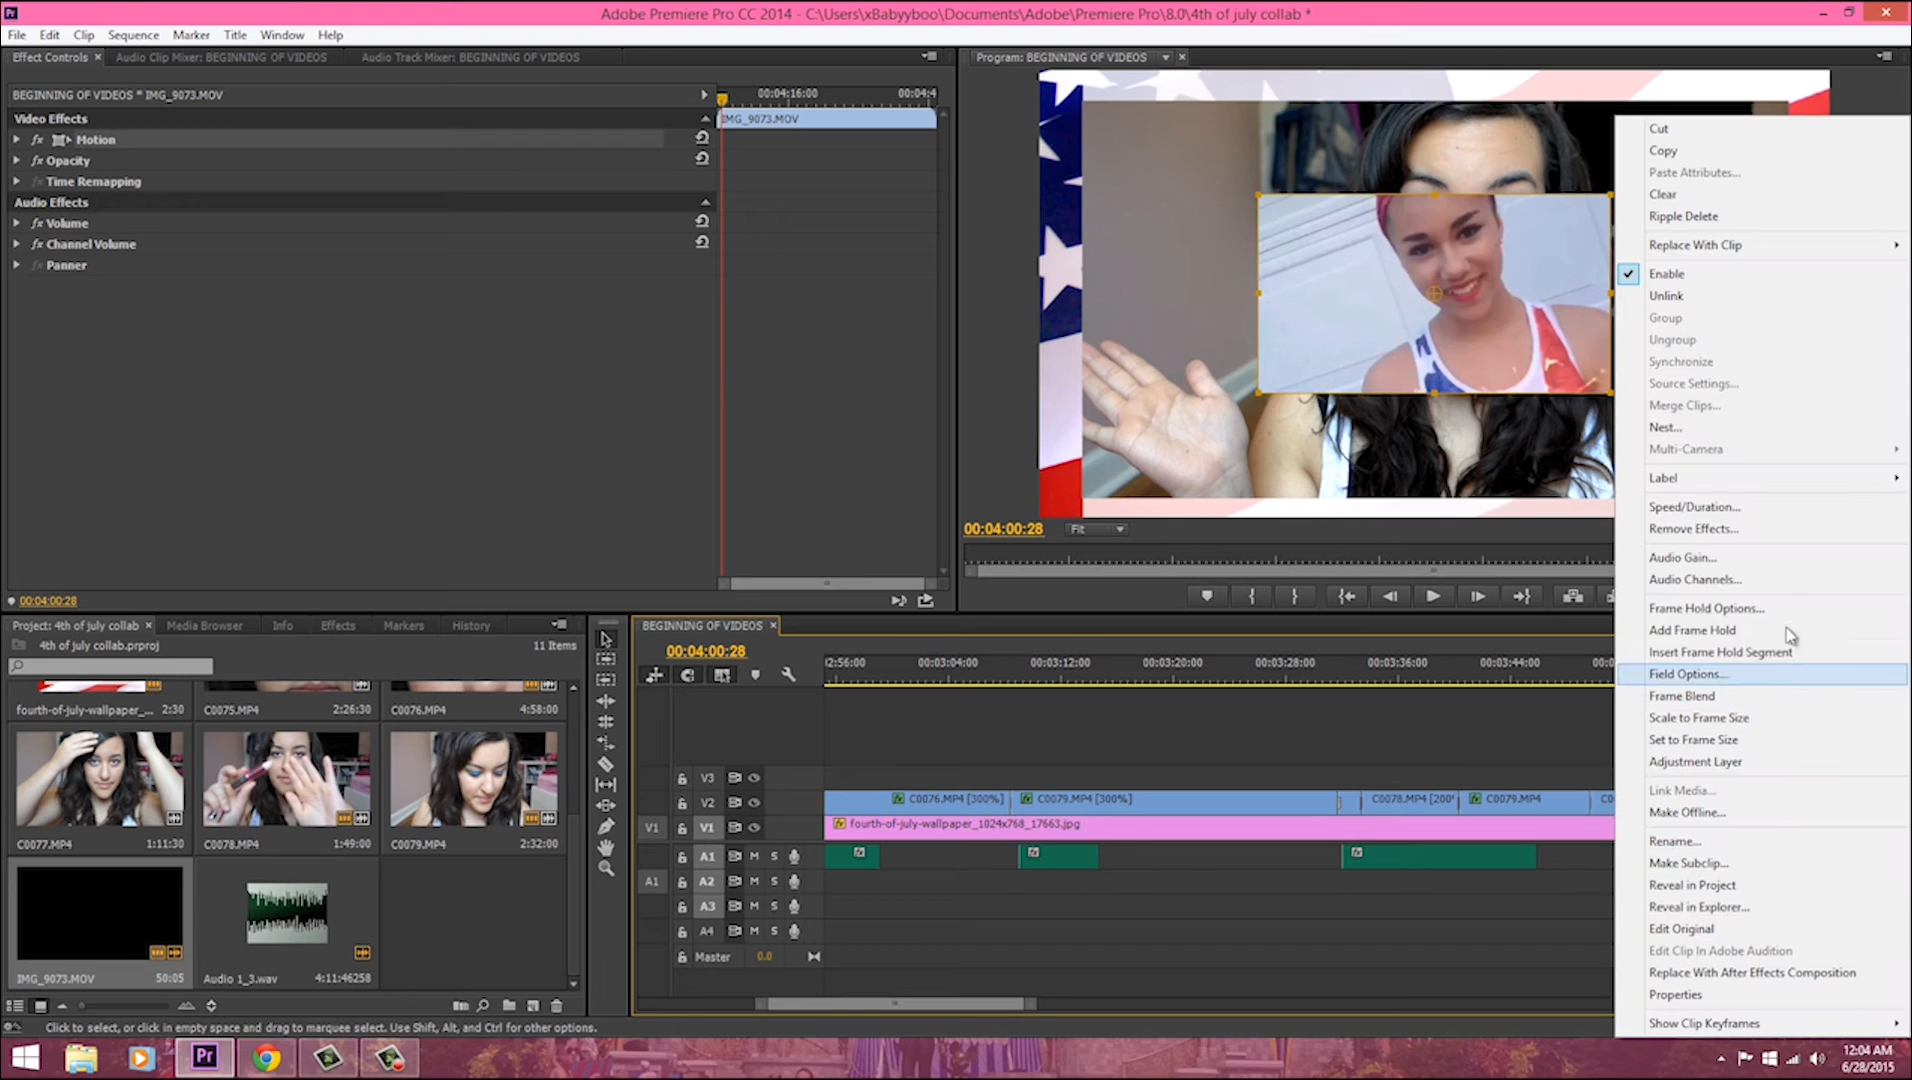 Adobe Premiere Pro CC 2014 - C:\Users\xBabyyboo\Documents\Adobe\Premiere Pro\8.0\4th of july collab *
File Edit Clip Sequence Marker Title Window Help
Effect Controls × Audio Clip Mixer: BEGINNING OF VIDEOS Audio Track Mixer: BEGINNING OF VIDEOS
Program: BEGINNING OF VIDEOS
BEGINNING OF VIDEOS * IMG_9073.MOV
00:04:16:00 00:04:4
Video Effects
IMG_9073.MOV
fx Motion
fx Opacity
fx Time Remapping
Audio Effects
fx Volume
fx Channel Volume
fx Panner
00:04:00:28
00:04:00:28 Fit
Cut
Copy
Paste Attributes...
Clear
Ripple Delete
Replace With Clip
Enable
Unlink
Group
Ungroup
Synchronize
Source Settings...
Merge Clips...
Nest...
Multi-Camera
Label
Speed/Duration...
Remove Effects...
Audio Gain...
Audio Channels...
Frame Hold Options...
Add Frame Hold
Insert Frame Hold Segment
Field Options...
Frame Blend
Scale to Frame Size
Set to Frame Size
Adjustment Layer
Link Media...
Make Offline...
Rename...
Make Subclip...
Reveal in Project
Reveal in Explorer...
Edit Original
Edit Clip In Adobe Audition
Replace With After Effects Composition
Properties
Show Clip Keyframes
Project: 4th of july collab × Media Browser Info Effects Markers History
4th of july collab.prproj 11 Items
fourth-of-july-wallpaper_... 2:30 C0075.MP4 2:26:30 C0076.MP4 4:58:00
C0077.MP4 1:11:30 C0078.MP4 1:49:00 C0079.MP4 2:32:00
IMG_9073.MOV 50:05 Audio 1_3.wav 4:11:46258
BEGINNING OF VIDEOS ×
00:04:00:28
I2:56:00 00:03:04:00 00:03:12:00 00:03:20:00 00:03:28:00 00:03:36:00 00:03:44:00 00:0
V3
V2 C0076.MP4 [300%] C0079.MP4 [300%] C0078.MP4 [200° C0079.MP4 C0
V1 V1 fourth-of-july-wallpaper_1024x768_17663.jpg
A1 M S
A1 A2 M S
A3 M S
A4 M S
Master 0.0
Click to select, or click in empty space and drag to marquee select. Use Shift, Alt, and Ctrl for other options.
Pr
12:04 AM
6/28/2015